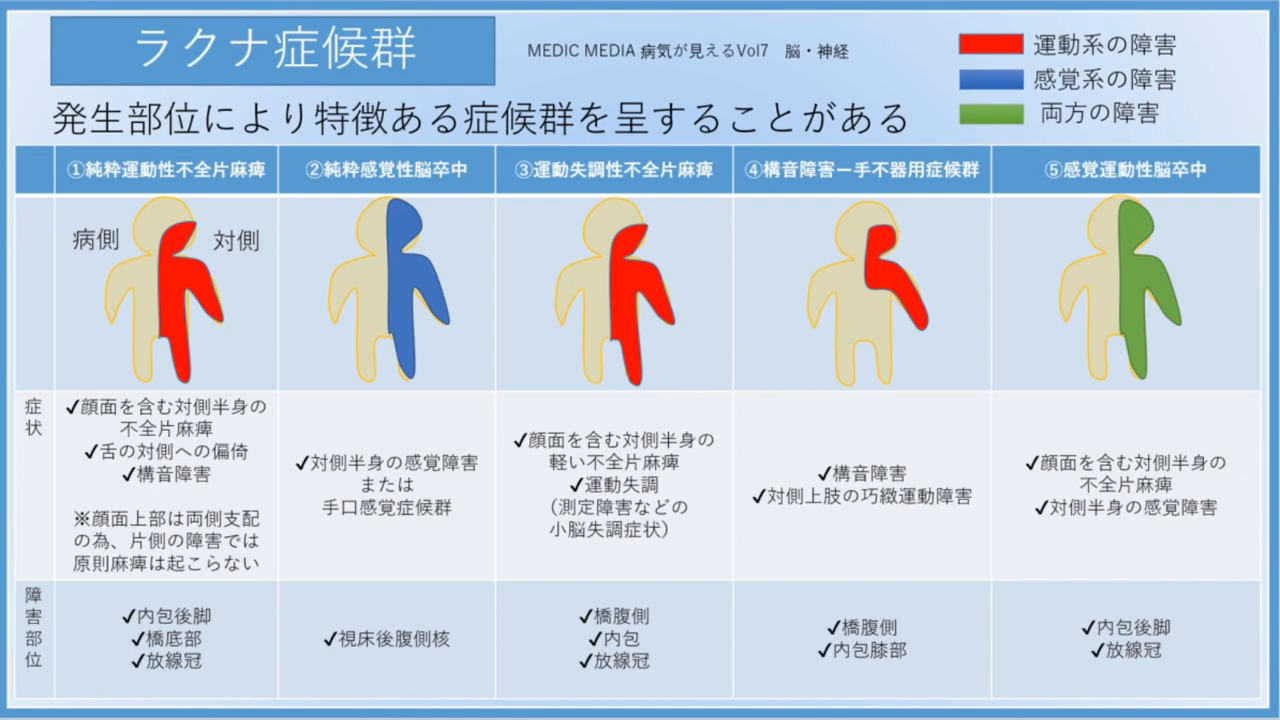 ラクナ症候群
MEDIC MEDIA 病気が見えるVol7　脳・神経
運動系の障害
感覚系の障害
両方の障害
発生部位により特徴ある症候群を呈することがある
①純粋運動性不全片麻痺
②純粋感覚性脳卒中
③運動失調性不全片麻痺
④構音障害ー手不器用症候群
⑤感覚運動性脳卒中
病側
対側
症状
✓顔面を含む対側半身の
不全片麻痺
✓舌の対側への偏倚
✓構音障害
※顔面上部は両側支配
の為、片側の障害では
原則麻痺は起こらない
✓対側半身の感覚障害
または
手口感覚症候群
✓顔面を含む対側半身の
軽い不全片麻痺
✓運動失調
（測定障害などの
小脳失調症状）
✓構音障害
✓対側上肢の巧緻運動障害
✓顔面を含む対側半身の
不全片麻痺
✓対側半身の感覚障害
障害部位
✓内包後脚
✓橋底部
✓放線冠
✓視床後腹側核
✓橋腹側
✓内包
✓放線冠
✓橋腹側
✓内包膝部
✓内包後脚
✓放線冠